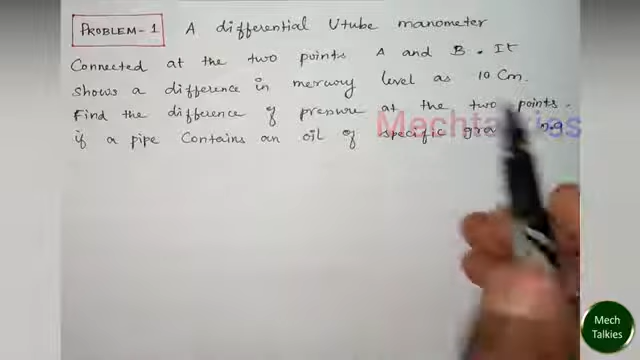 PROBLEM-1 A differential Utube manometer
Connected at the two points A and B. It
shows a difference in mercury level as 10 Cm.
Find the difference of pressure at the two points.
if a pipe Contains an oil of specific gra
Mechtalkies
Mech
Talkies